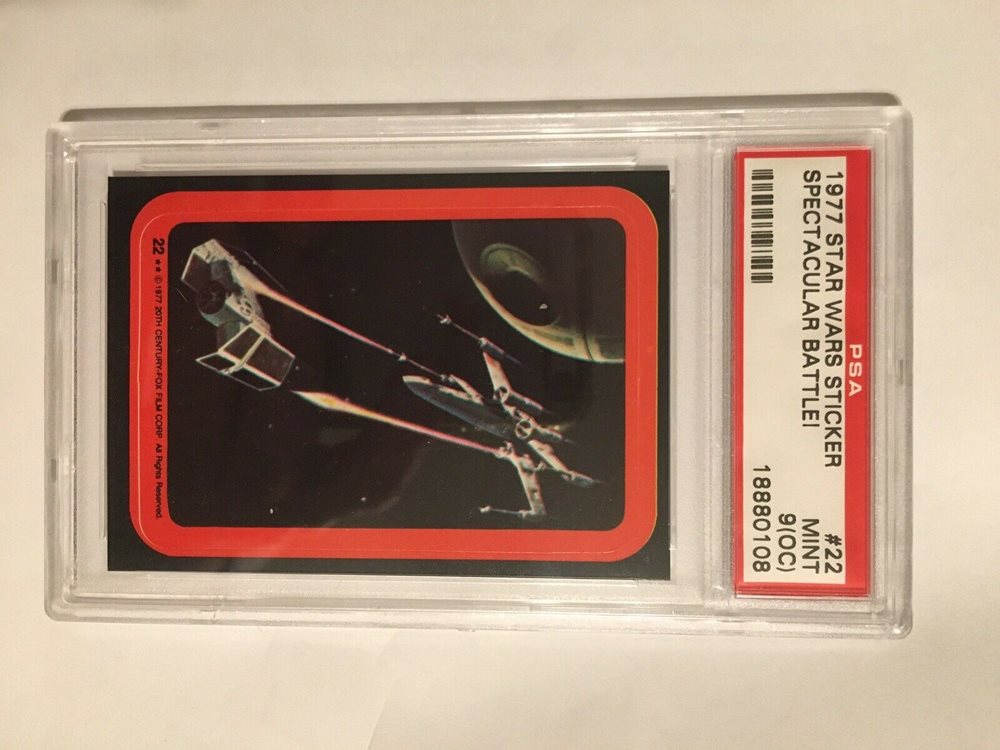 PSA
1977 STAR WARS STICKER #22
SPECTACULAR BATTLE! MINT
9(OC)
18880108
22 ** © 1977 20TH CENTURY-FOX FILM CORP. All Rights Reserved.